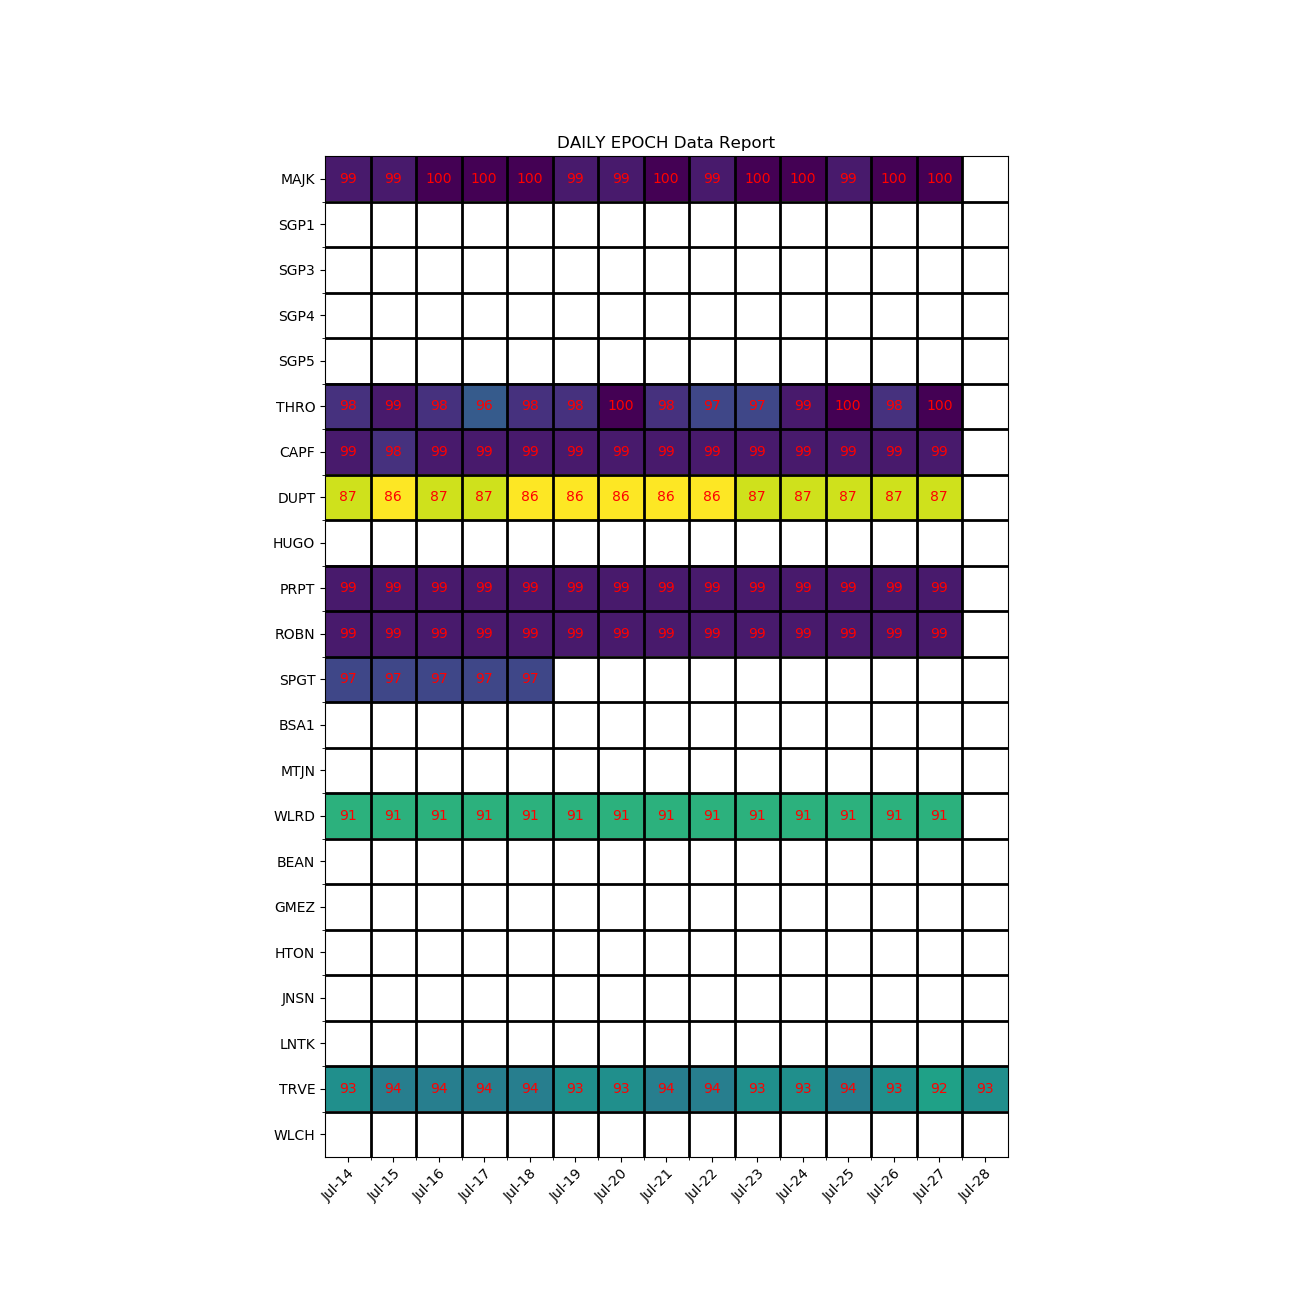 DAILY EPOCH Data Report
MAJK 99 99 100 100 100 99 99 100 99 100 100 99 100 100
SGP1
SGP3
SGP4
SGP5
THRO 98 99 98 96 98 98 100 98 97 97 99 100 98 100
CAPF 99 98 99 99 99 99 99 99 99 99 99 99 99 99
DUPT 87 86 87 87 86 86 86 86 86 87 87 87 87 87
HUGO
PRPT 99 99 99 99 99 99 99 99 99 99 99 99 99 99
ROBN 99 99 99 99 99 99 99 99 99 99 99 99 99 99
SPGT 97 97 97 97 97
BSA1
MTJN
WLRD 91 91 91 91 91 91 91 91 91 91 91 91 91 91
BEAN
GMEZ
HTON
JNSN
LNTK
TRVE 93 94 94 94 94 93 93 94 94 93 93 94 93 92 93
WLCH
Jul-14 Jul-15 Jul-16 Jul-17 Jul-18 Jul-19 Jul-20 Jul-21 Jul-22 Jul-23 Jul-24 Jul-25 Jul-26 Jul-27 Jul-28